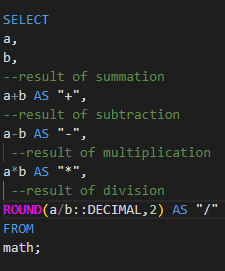 SELECT
a,
b,
--result of summation
a+b AS "+",
--result of subtraction
a-b AS "-",
--result of multiplication
a*b AS "*",
--result of division
ROUND(a/b::DECIMAL,2) AS "/"
FROM
math;